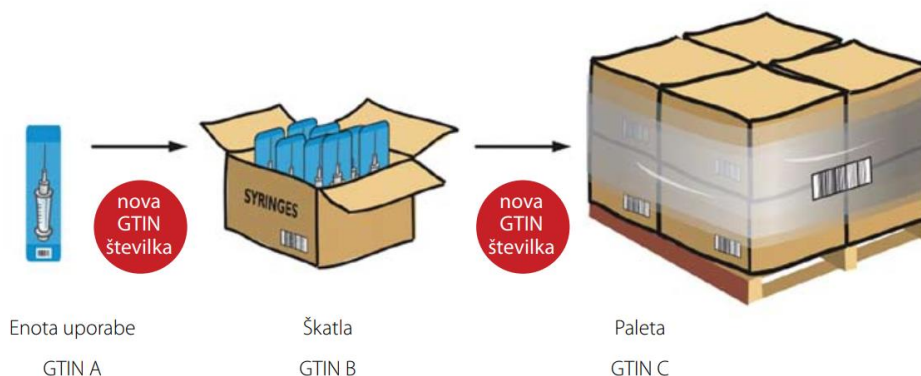 nova
GTIN
številka
SYRINGES
nova
GTIN
številka
Enota uporabe
Škatla
Paleta
GTIN A
GTIN B
GTIN C